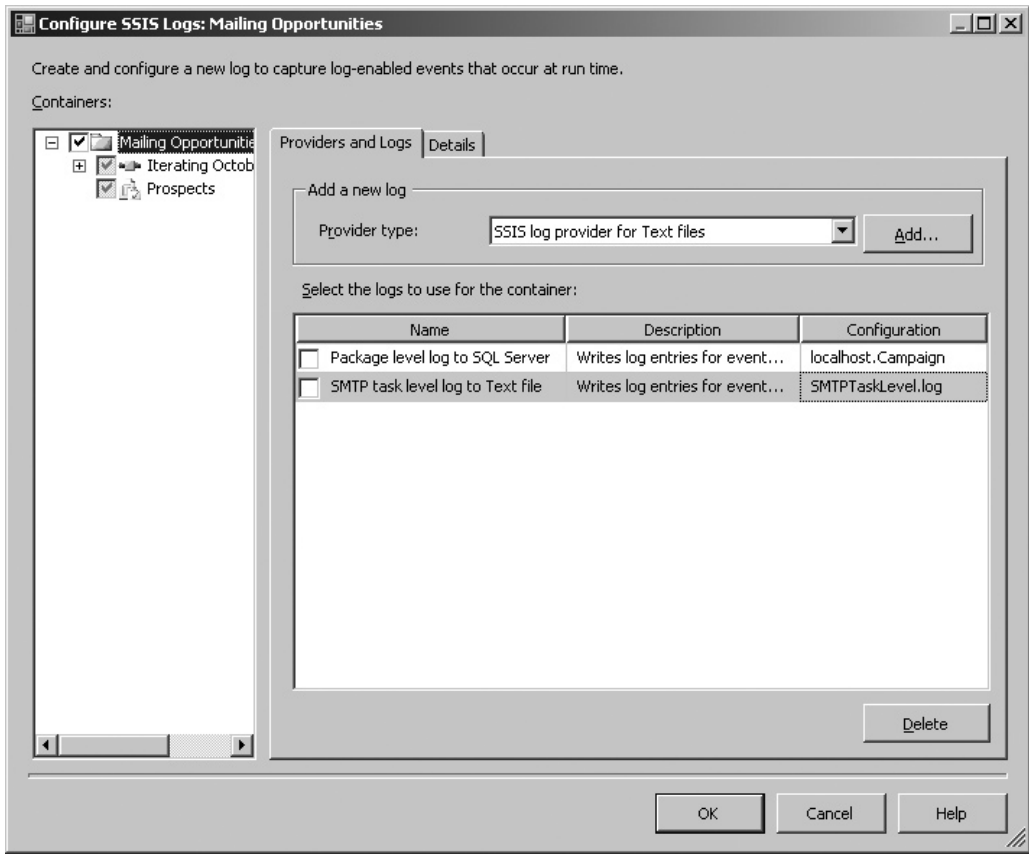 Configure SSIS Logs: Mailing Opportunities
Create and configure a new log to capture log-enabled events that occur at run time.
Containers:
Mailing Opportunitie
Iterating Octob
Prospects
Providers and Logs
Details
Add a new log
Provider type:
SSIS log provider for Text files
Add...
Select the logs to use for the container:
Name Description Configuration
Package level log to SQL Server Writes log entries for event... localhost.Campaign
SMTP task level log to Text file Writes log entries for event... SMTPTaskLevel.log
Delete
OK Cancel Help